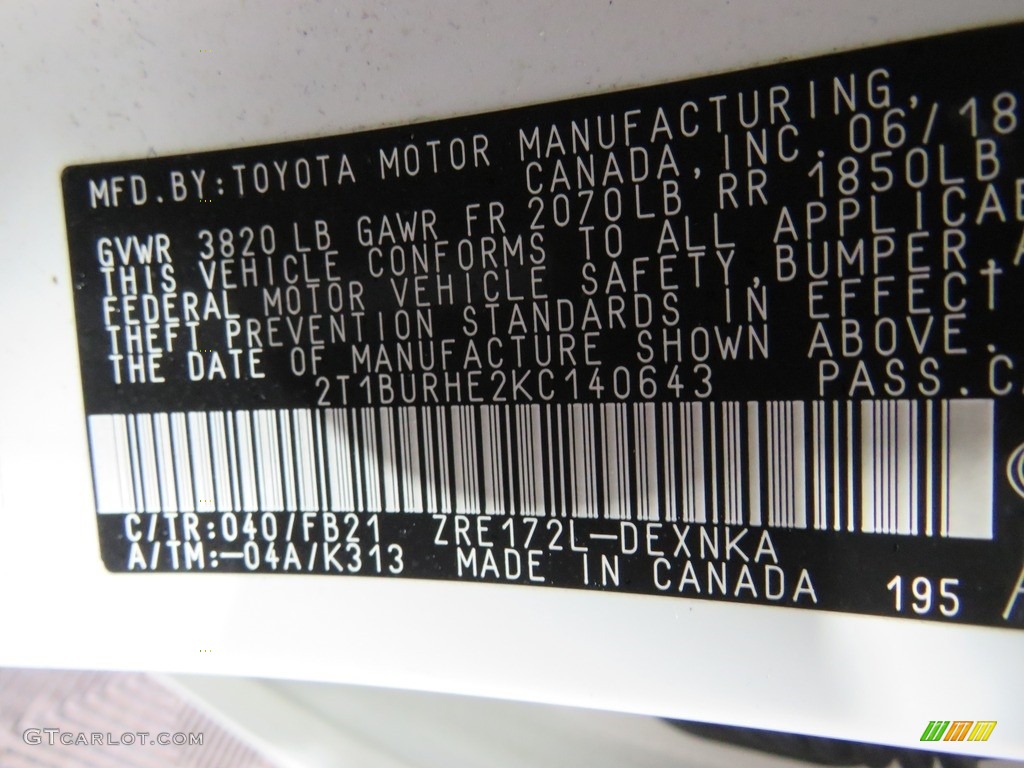 MFD.BY:TOYOTA MOTOR MANUFACTURING,
CANADA, INC. 06/18
GVWR 3820 LB GAWR FR 2070LB RR 1850LB
THIS VEHICLE CONFORMS TO ALL APPLICAB
FEDERAL MOTOR VEHICLE SAFETY, BUMPER, A
THEFT PREVENTION STANDARDS IN EFFECT
THE DATE OF MANUFACTURE SHOWN ABOVE.
2T1BURHE2KC140643 PASS.C
C/TR:040/FB21 ZRE172L-DEXNKA
A/TM:-04A/K313 MADE IN CANADA 195
GTCARLOT.COM